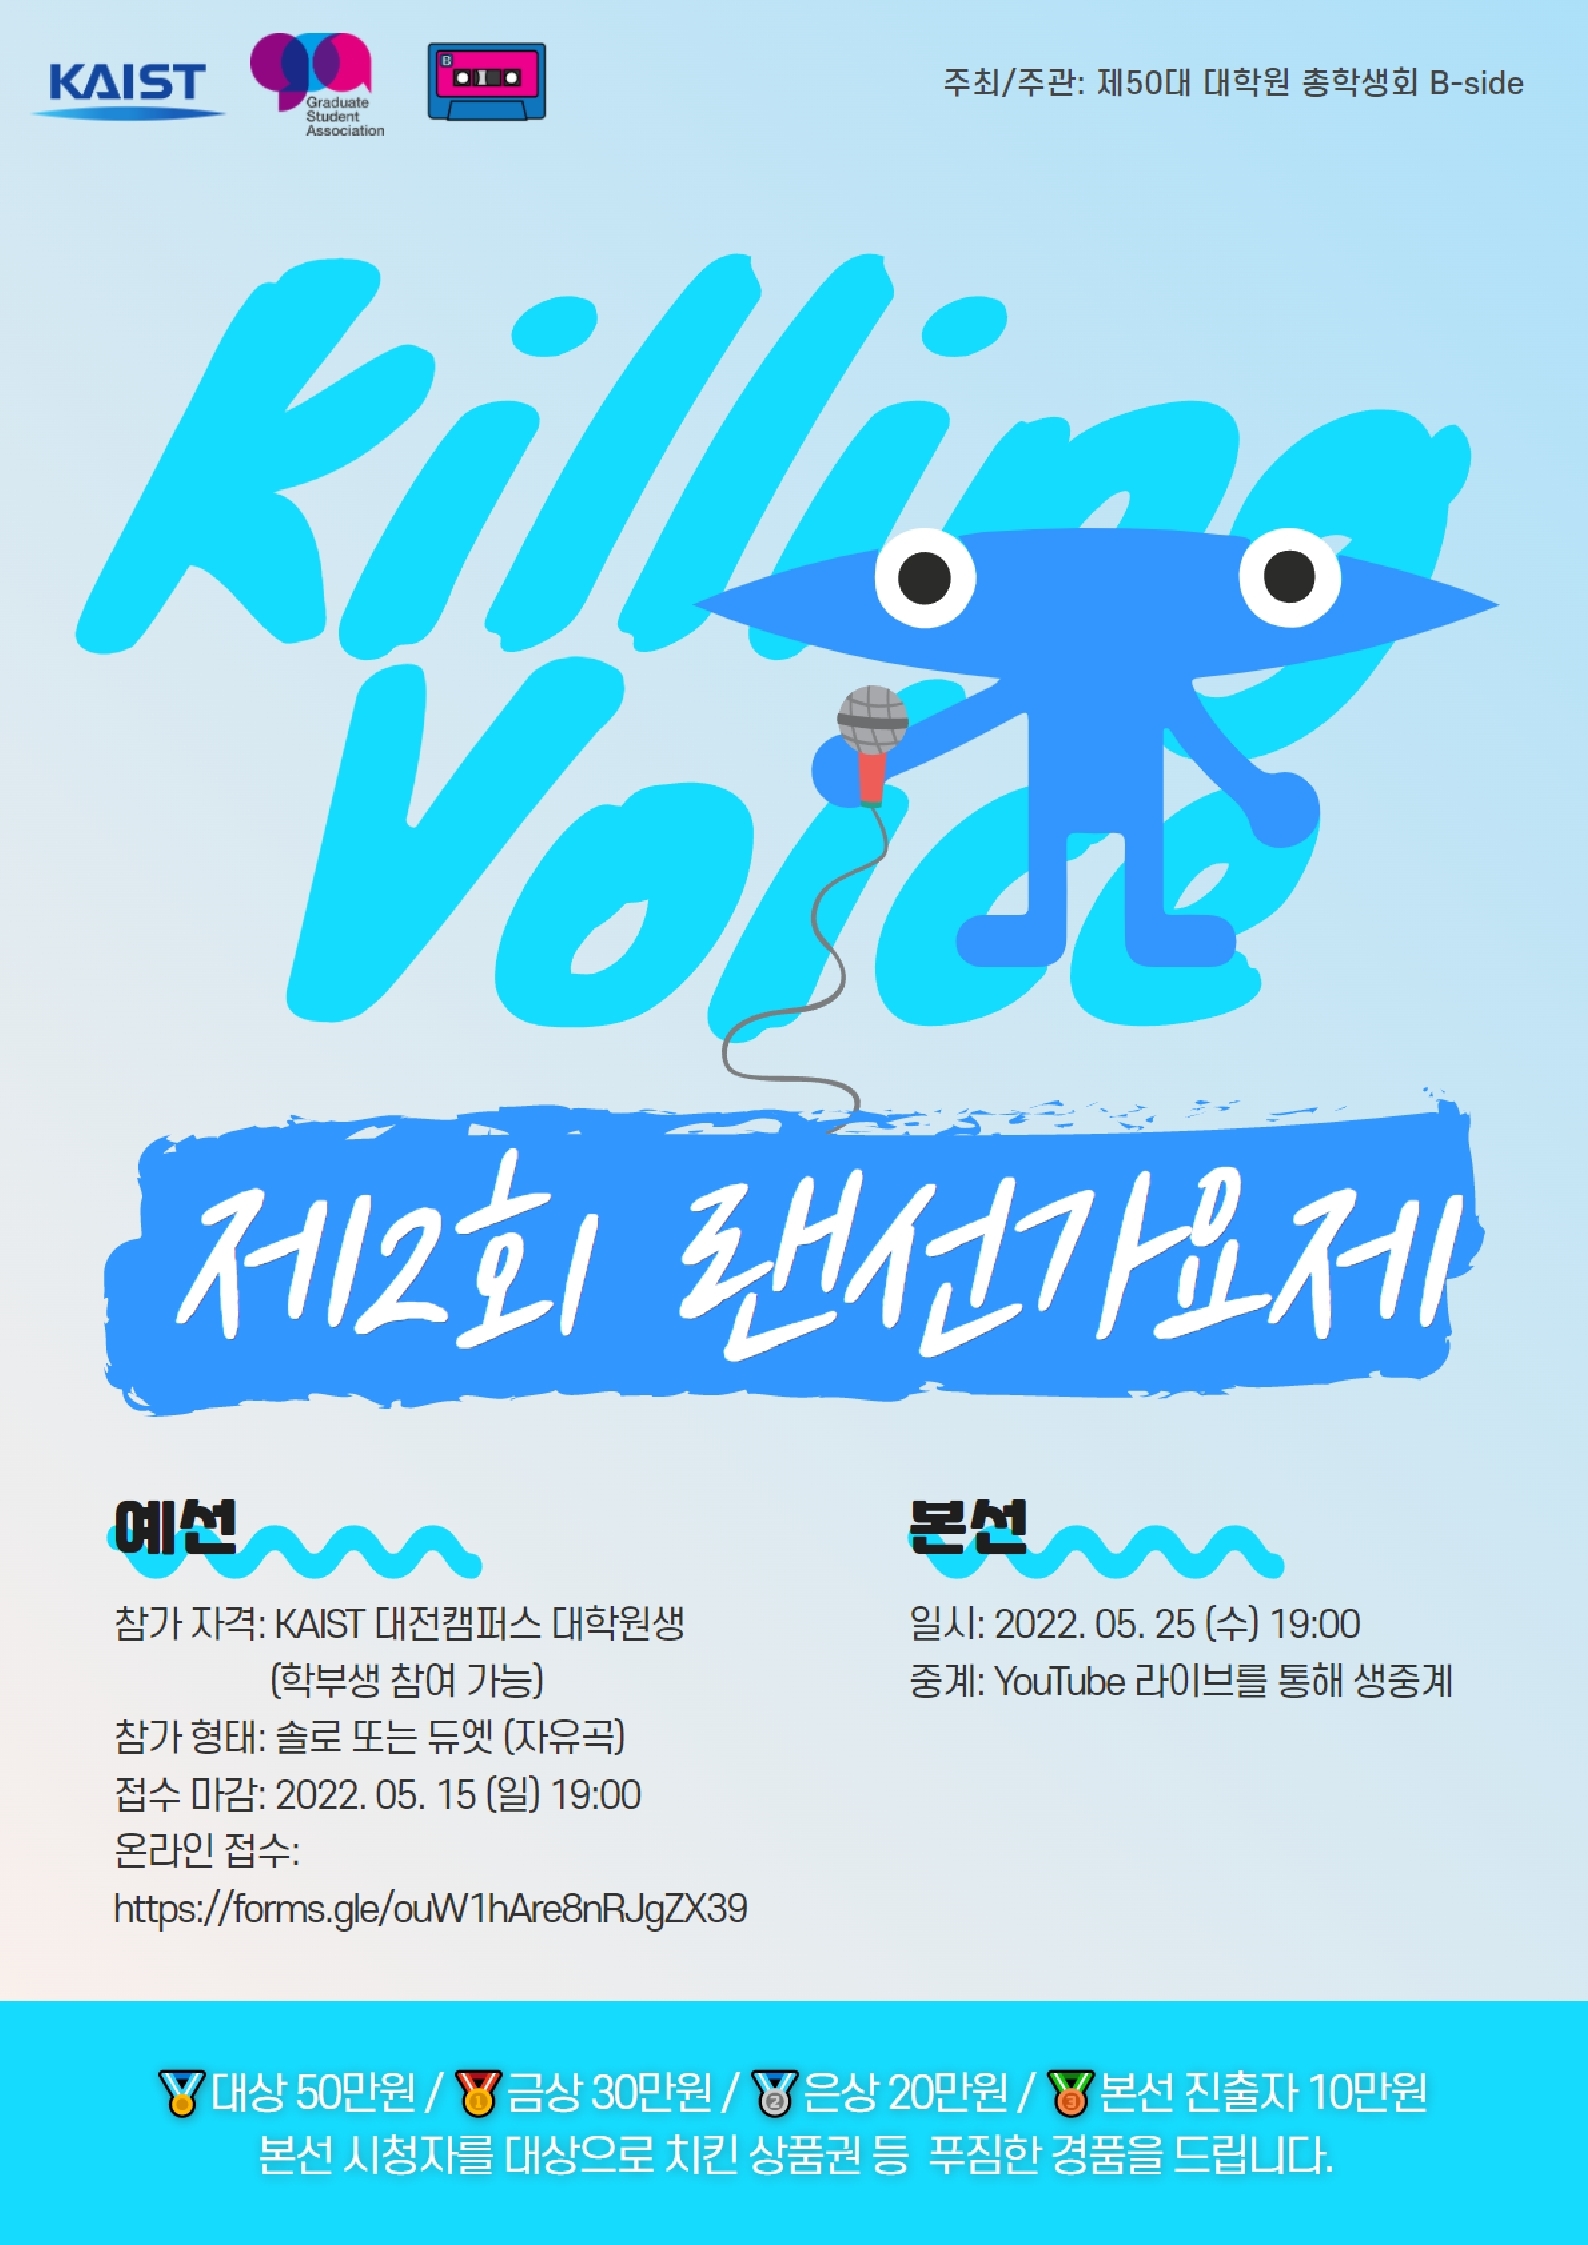 KAIST
Graduate
Student
Association
B
주최/주관: 제50대 대학원 총학생회 B-side
Killing
Voice
제2회 랜선가요제
예선
참가 자격: KAIST 대전캠퍼스 대학원생
(학부생 참여 가능)
참가 형태: 솔로 또는 듀엣 (자유곡)
접수 마감: 2022. 05. 15 (일) 19:00
온라인 접수:
https://forms.gle/ouW1hAre8nRJgZX39
본선
일시: 2022. 05. 25 (수) 19:00
중계: YouTube 라이브를 통해 생중계
🏅대상 50만원 / 🥇금상 30만원 / 🥈은상 20만원 / 🥉본선 진출자 10만원
본선 시청자를 대상으로 치킨 상품권 등 푸짐한 경품을 드립니다.